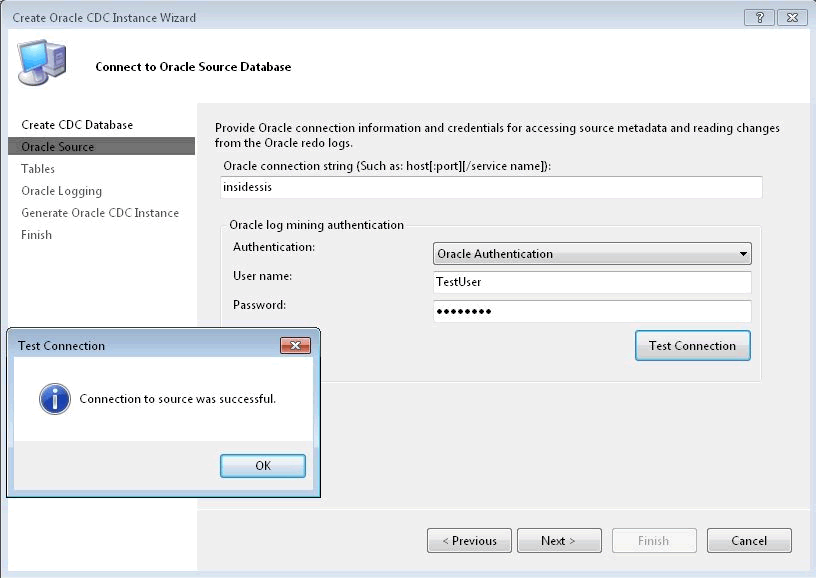 Create Oracle CDC Instance Wizard
Connect to Oracle Source Database
Create CDC Database
Oracle Source
Tables
Oracle Logging
Generate Oracle CDC Instance
Finish
Provide Oracle connection information and credentials for accessing source metadata and reading changes
from the Oracle redo logs.
Oracle connection string (Such as: host[:port][/service name]):
insidessis
Oracle log mining authentication
Authentication:
Oracle Authentication
User name:
TestUser
Password:
••••••••
Test Connection
Test Connection
Connection to source was successful.
OK
< Previous
Next >
Finish
Cancel